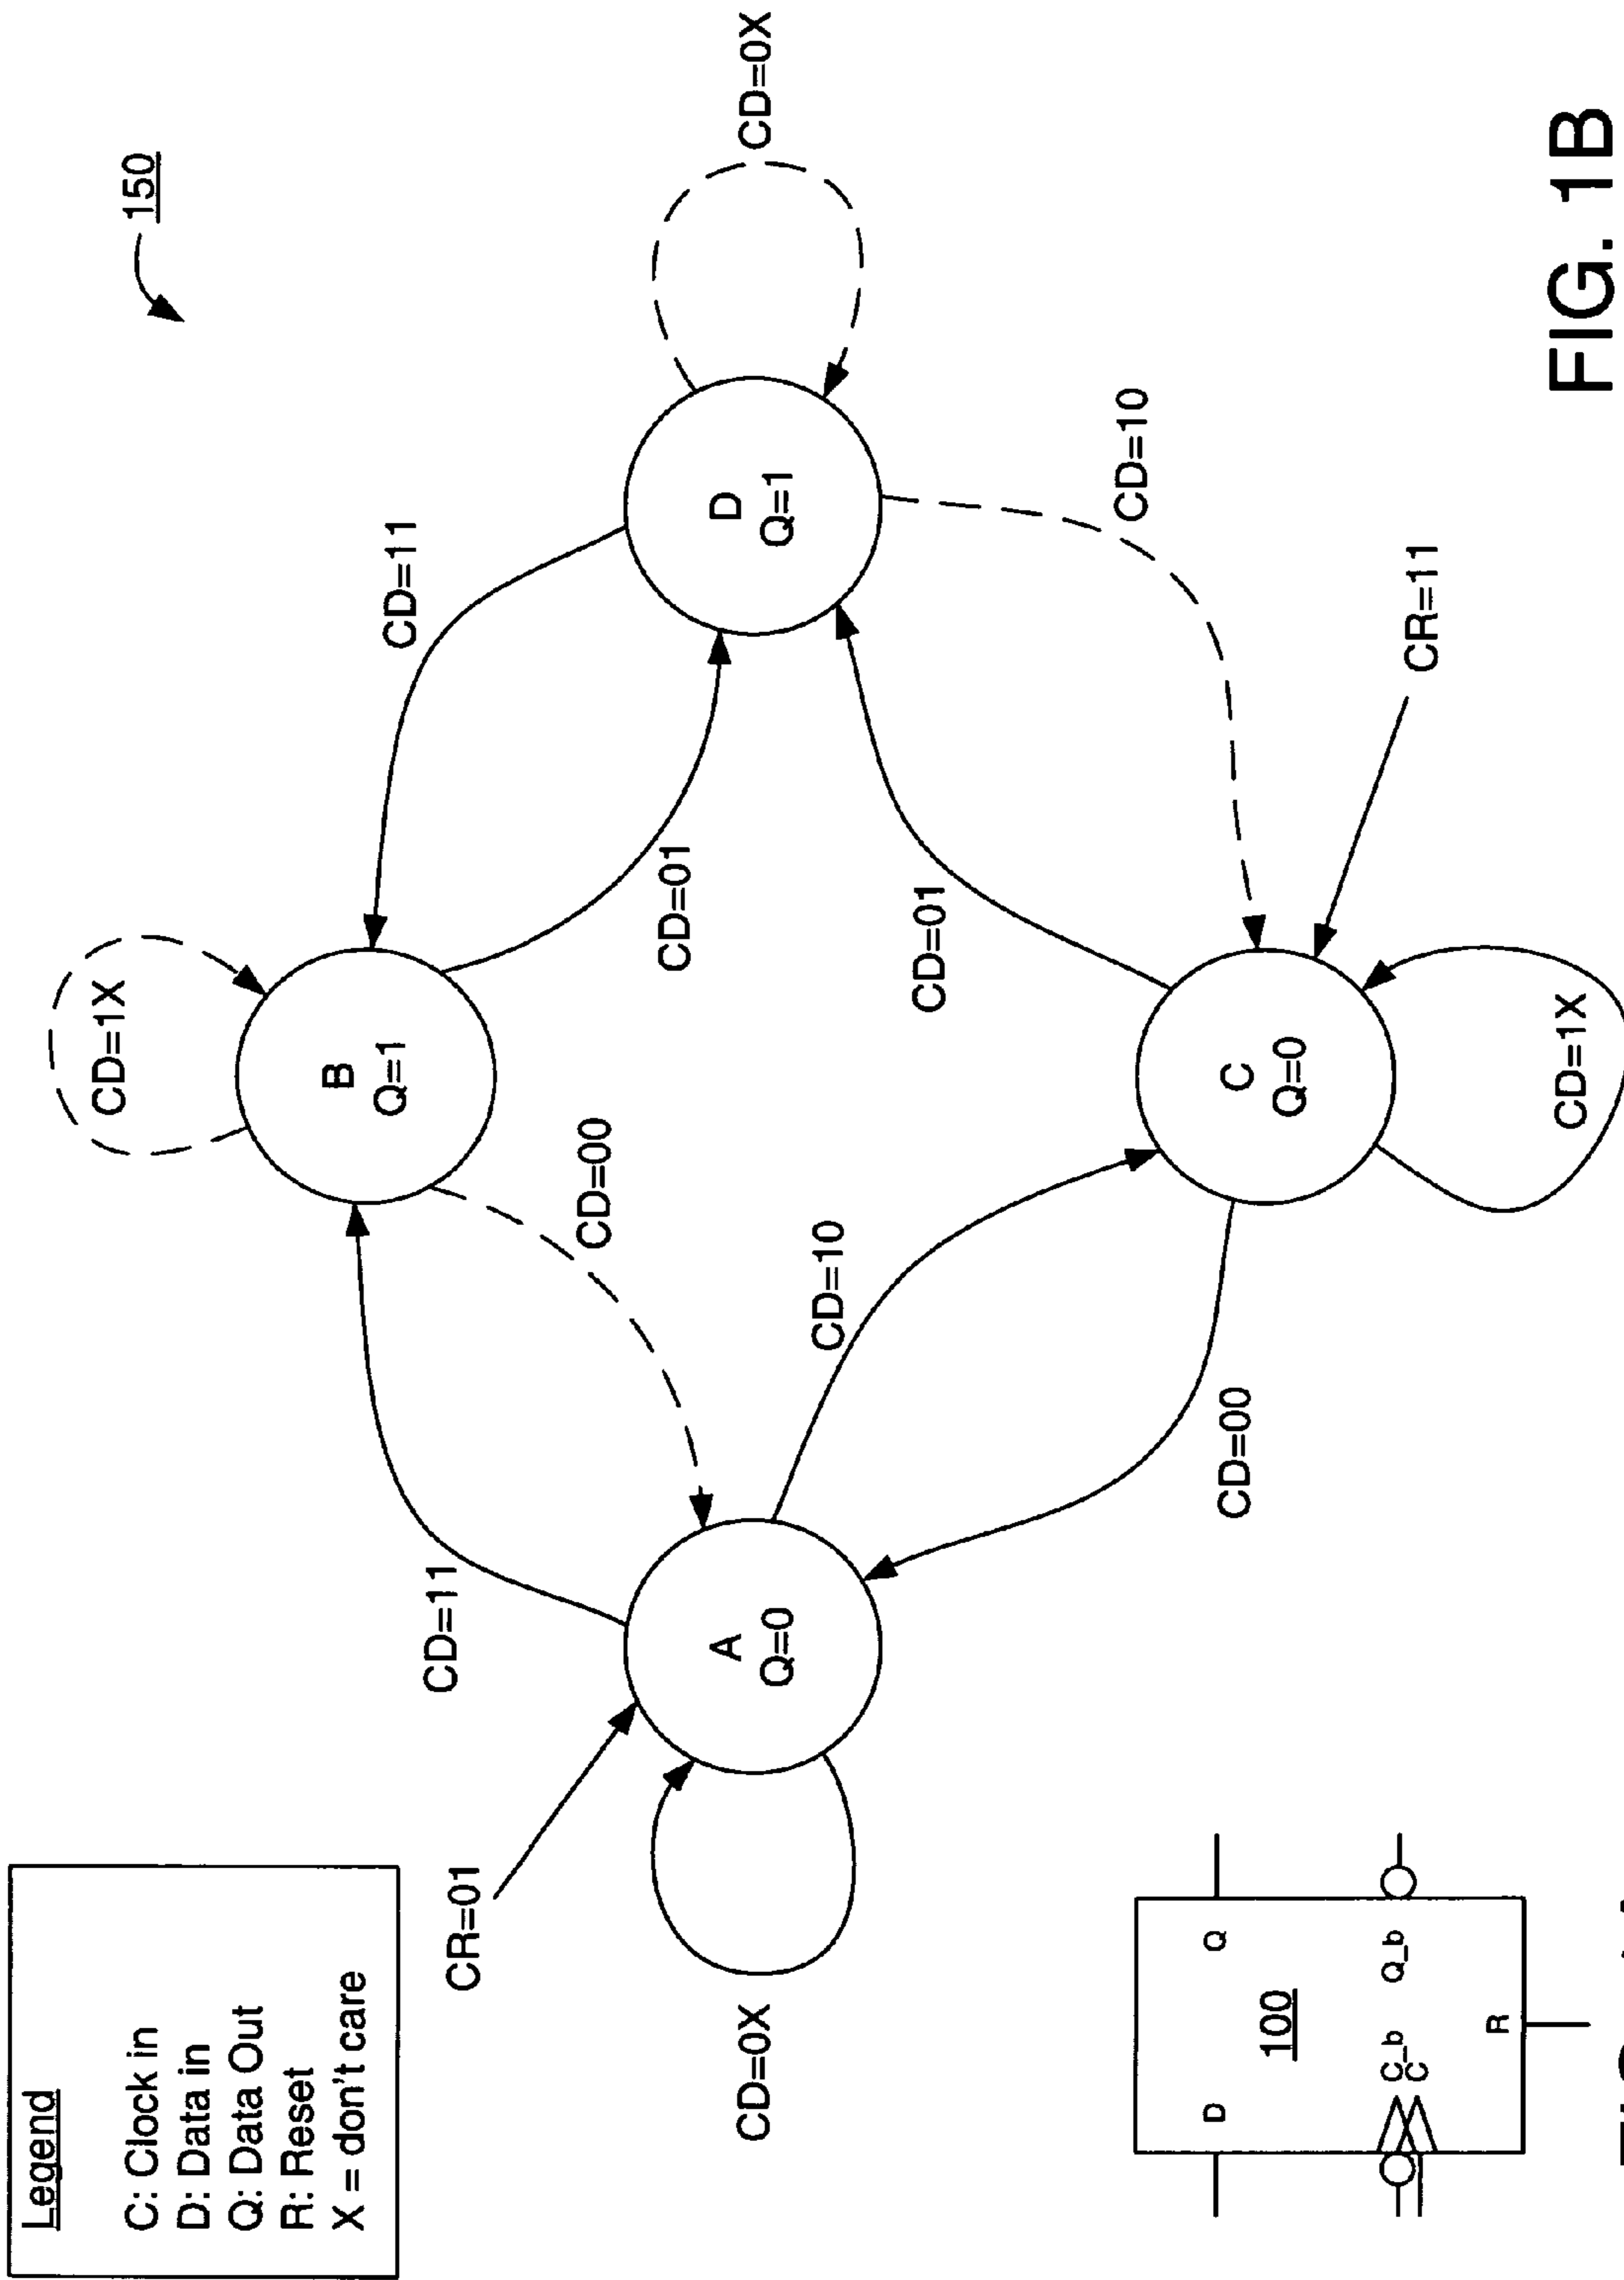 Legend
C: Clock in
D: Data in
Q: Data Out
R: Reset
X = don't care
150
CD=1X
B
Q=1
CD=11
CD=11
CR=01
CD=00
CD=01
A
Q=0
D
Q=1
CD=0X
CD=0X
CD=10
CD=01
CD=00
CD=10
C
Q=0
CR=11
CD=1X
D
Q
100
C_b
C
Q_b
R
FIG. 1B